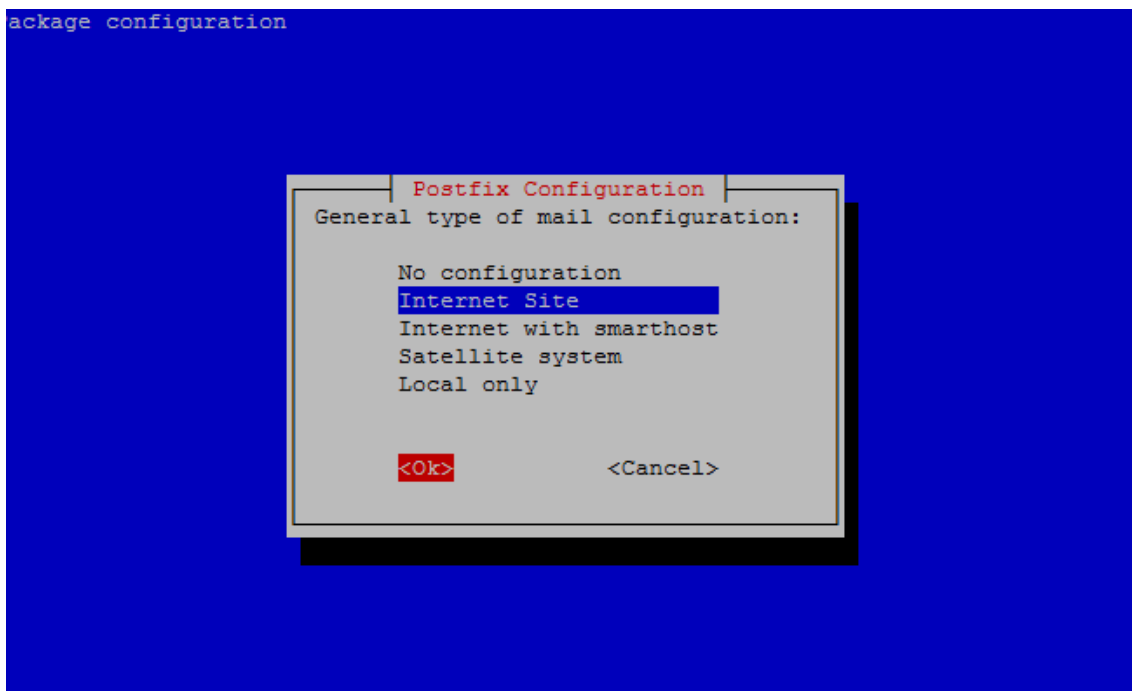 ackage configuration
Postfix Configuration
General type of mail configuration:
No configuration
Internet Site
Internet with smarthost
Satellite system
Local only
<Ok> <Cancel>